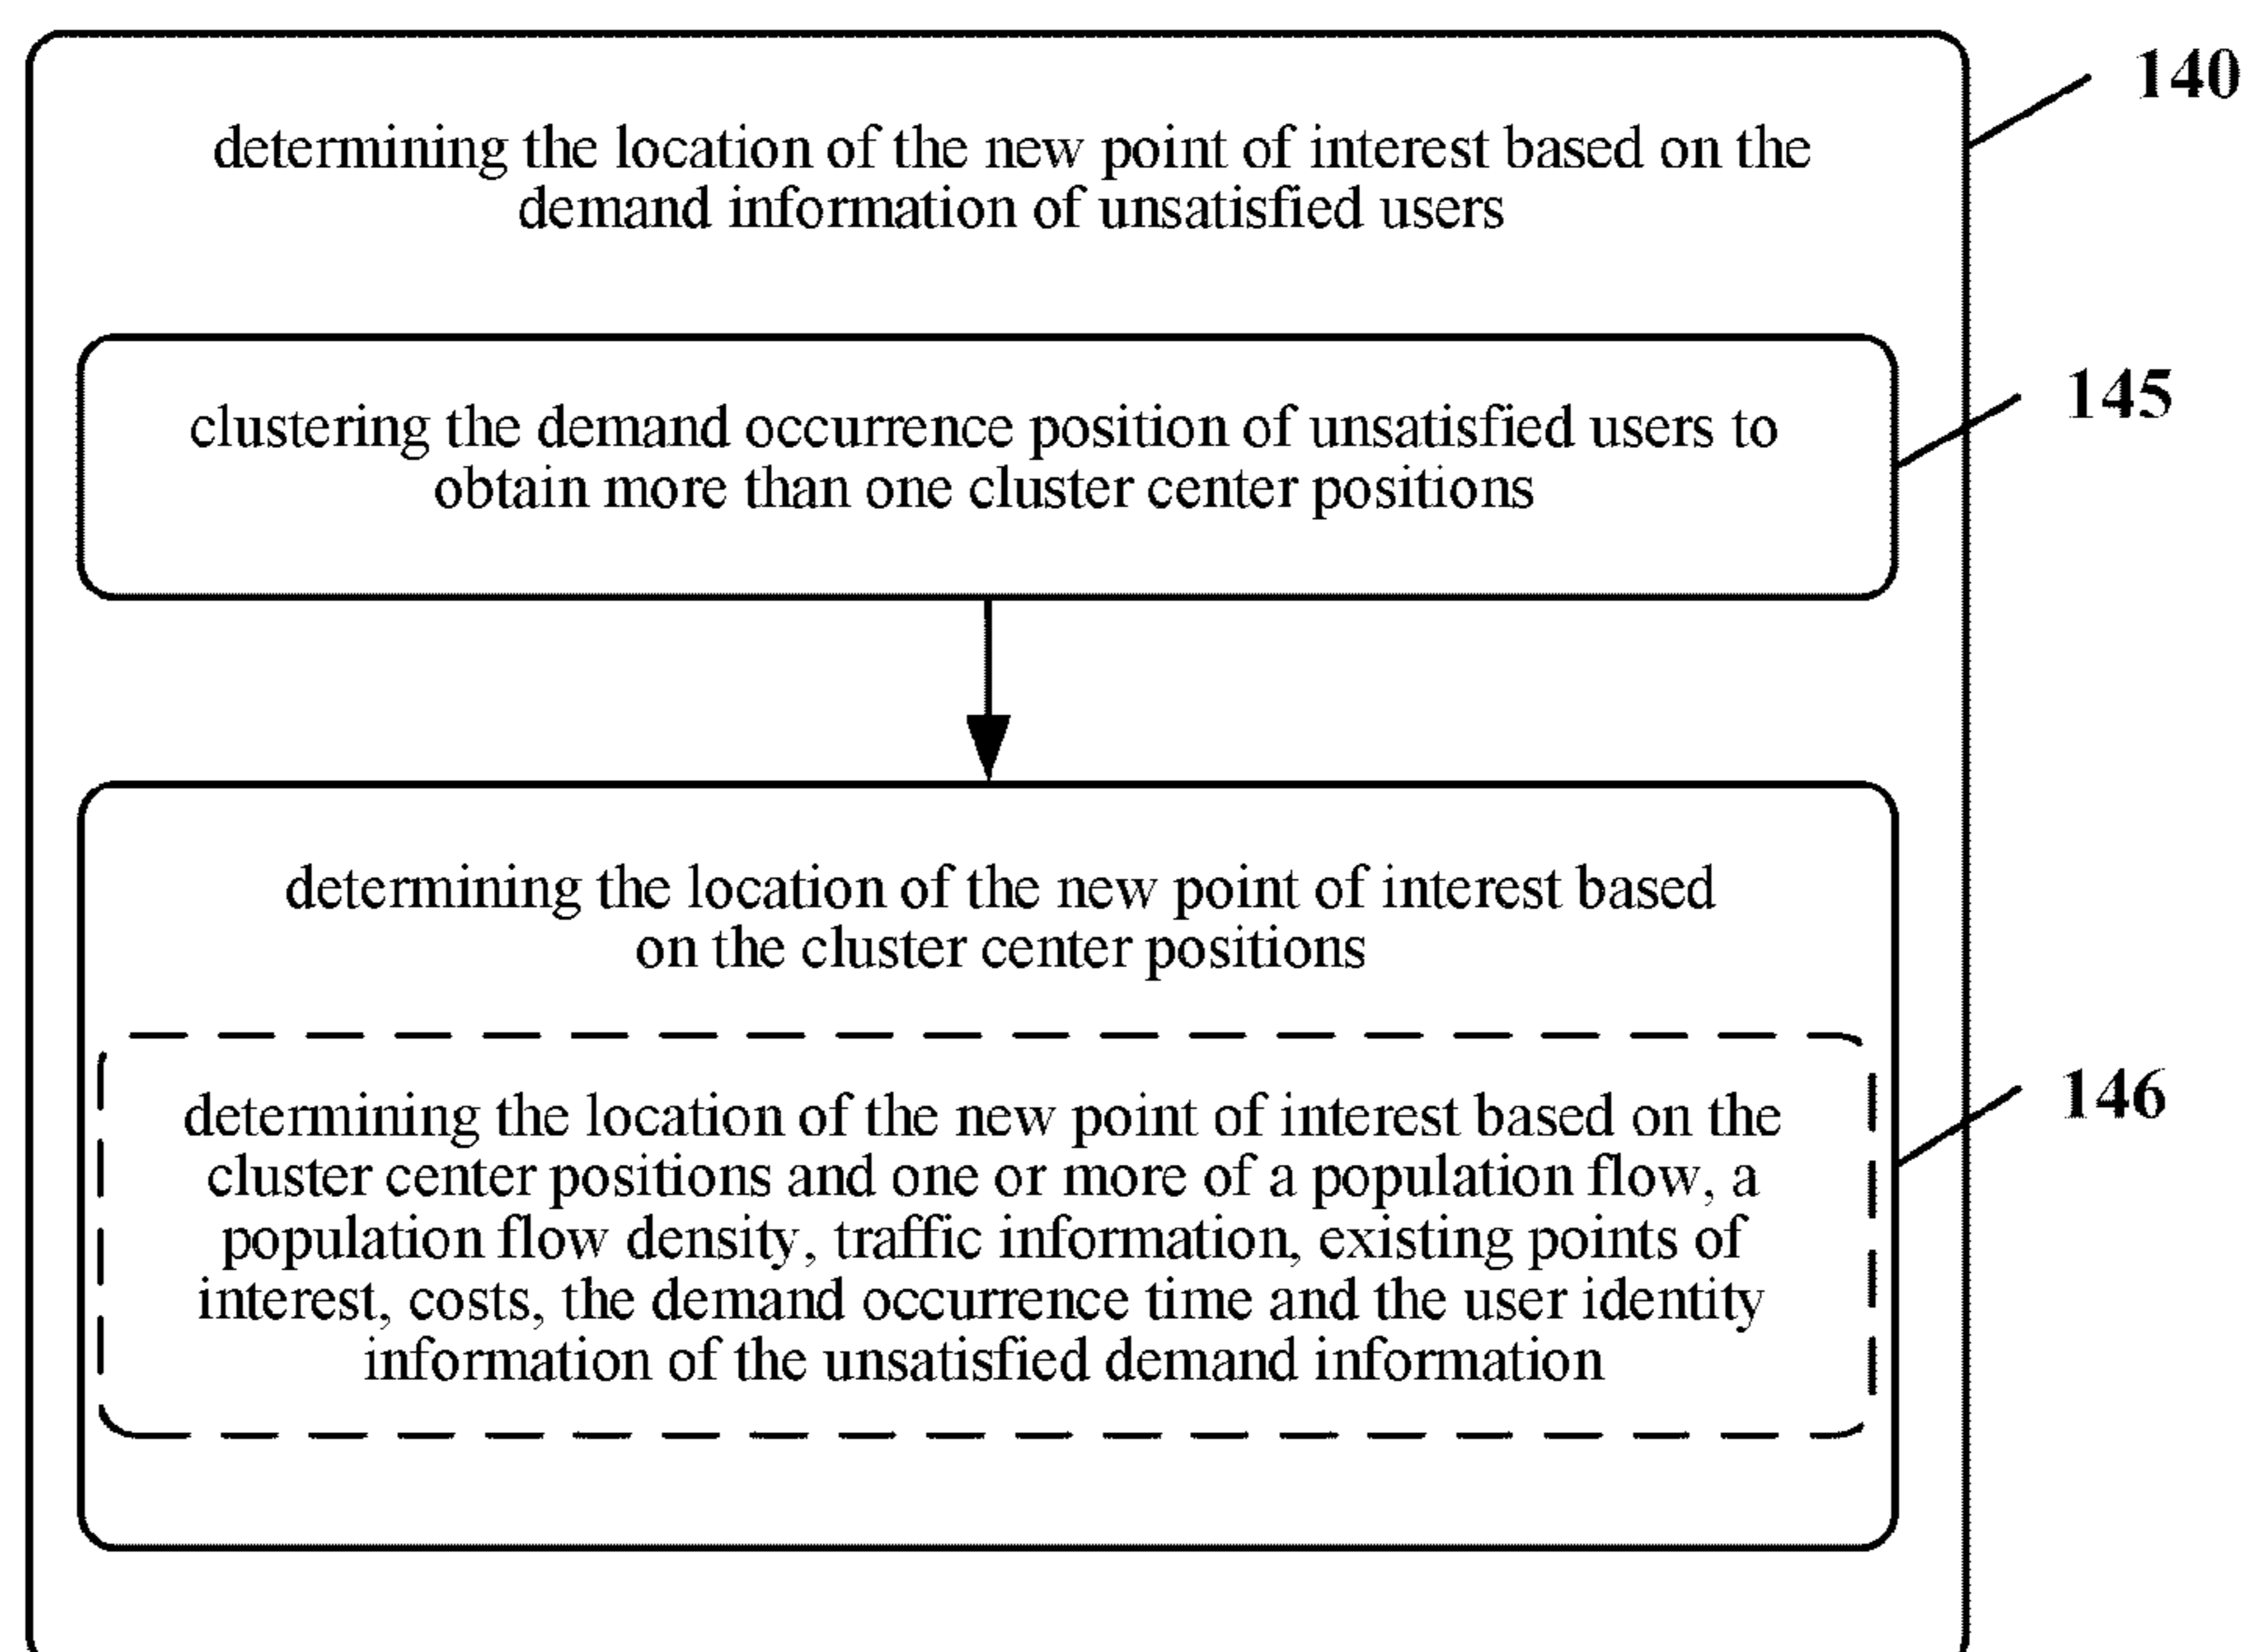 140
determining the location of the new point of interest based on the
demand information of unsatisfied users
145
clustering the demand occurrence position of unsatisfied users to
obtain more than one cluster center positions
determining the location of the new point of interest based
on the cluster center positions
146
determining the location of the new point of interest based on the
cluster center positions and one or more of a population flow, a
population flow density, traffic information, existing points of
interest, costs, the demand occurrence time and the user identity
information of the unsatisfied demand information